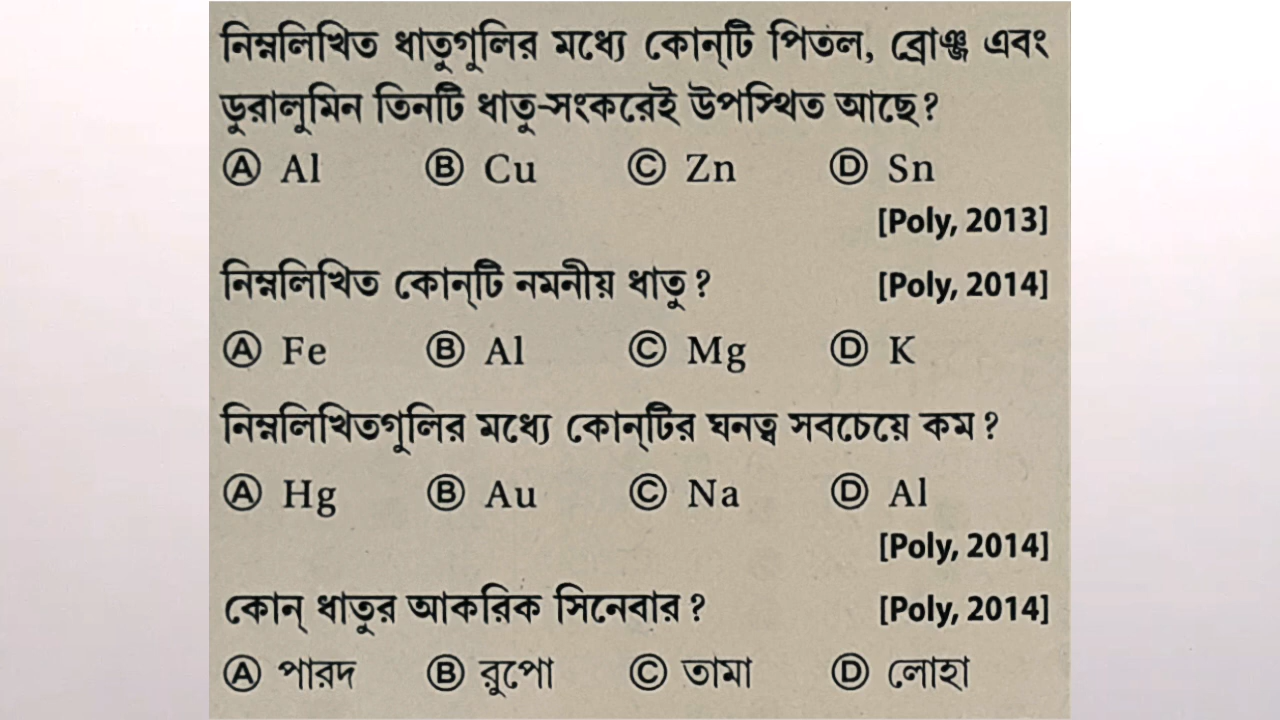 নিম্নলিখিত ধাতুগুলির মধ্যে কোন্‌টি পিতল, ব্রোঞ্জ এবং
ডুরালুমিন তিনটি ধাতু-সংকরেই উপস্থিত আছে?
Ⓐ Al Ⓑ Cu Ⓒ Zn Ⓓ Sn
[Poly, 2013]
নিম্নলিখিত কোন্‌টি নমনীয় ধাতু? [Poly, 2014]
Ⓐ Fe Ⓑ Al Ⓒ Mg Ⓓ K
নিম্নলিখিতগুলির মধ্যে কোন্‌টির ঘনত্ব সবচেয়ে কম?
Ⓐ Hg Ⓑ Au Ⓒ Na Ⓓ Al
[Poly, 2014]
কোন্ ধাতুর আকরিক সিনেবার? [Poly, 2014]
Ⓐ পারদ Ⓑ রুপো Ⓒ তামা Ⓓ লোহা